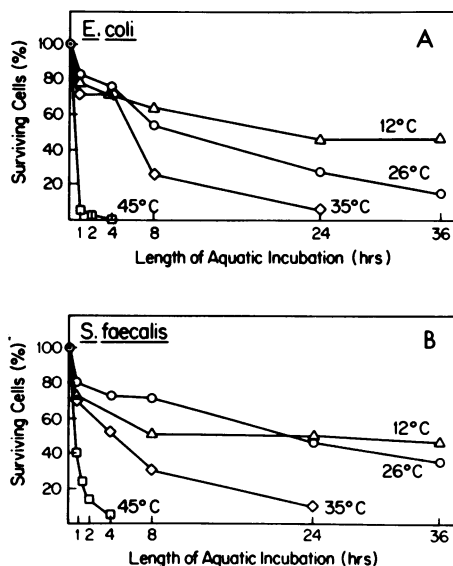 E. coli
A
Surviving Cells (%)
100
80
60
40
20
12°C
26°C
35°C
45°C
1 2 4 8 24 36
Length of Aquatic Incubation (hrs)
S. faecalis
B
Surviving Cells (%)
100
80
60
40
20
12°C
26°C
35°C
45°C
1 2 4 8 24 36
Length of Aquatic Incubation (hrs)